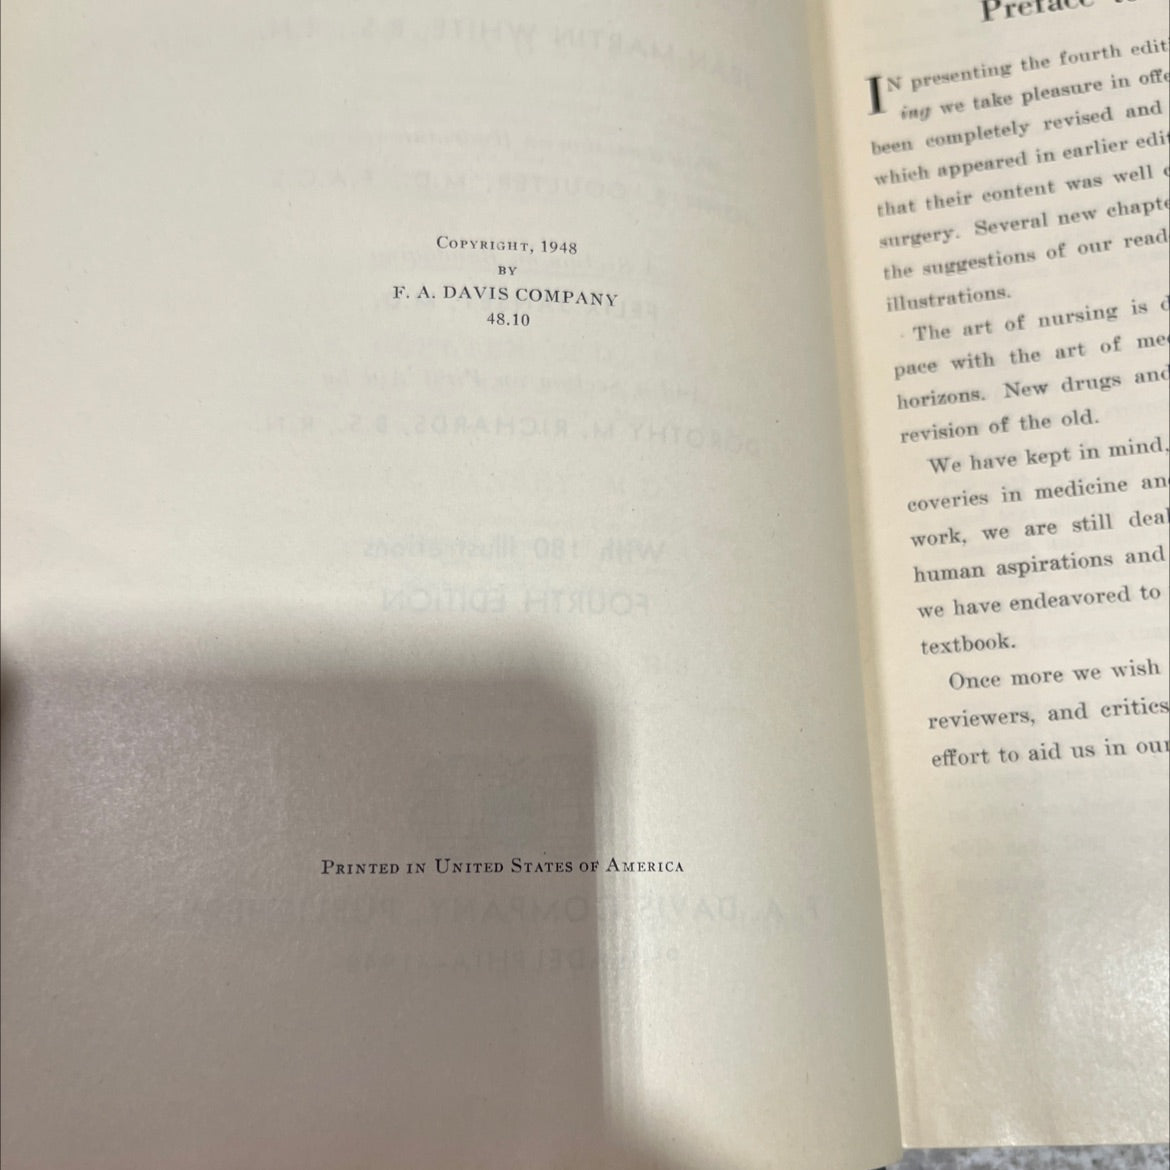 COPYRIGHT, 1948
BY
F. A. DAVIS COMPANY
48.10
PRINTED IN UNITED STATES OF AMERICA
Preface
IN presenting the fourth edit
ing we take pleasure in offe
been completely revised and
which appeared in earlier edit
that their content was well
surgery. Several new chapte
the suggestions of our read
illustrations.
The art of nursing is
pace with the art of me
horizons. New drugs and
revision of the old.
We have kept in mind,
coveries in medicine an
work, we are still deal
human aspirations and
we have endeavored to
textbook.
Once more we wish
reviewers, and critics
effort to aid us in our